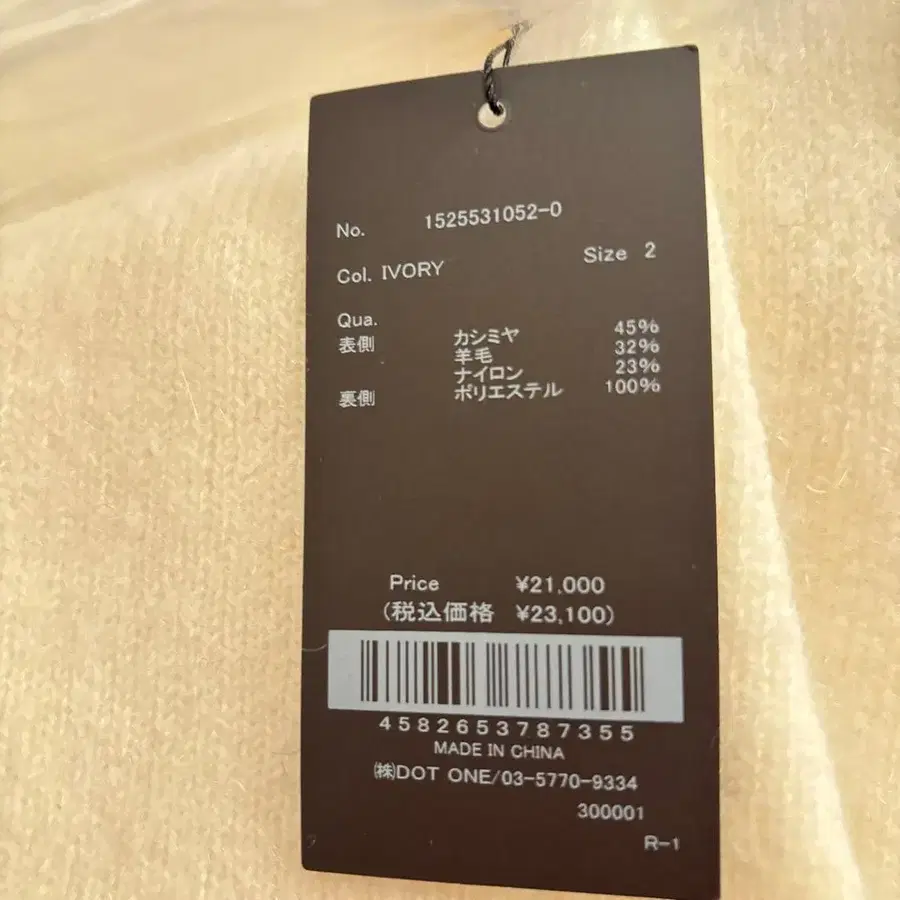 No. 1525531052-0
Size 2
Col. IVORY
Qua.
表側 カシミヤ 45%
羊毛 32%
ナイロン 23%
裏側 ポリエステル 100%
Price ¥21,000
(税込価格 ¥23,100)
4582653787355
MADE IN CHINA
㈱DOT ONE/03-5770-9334
300001
R-1